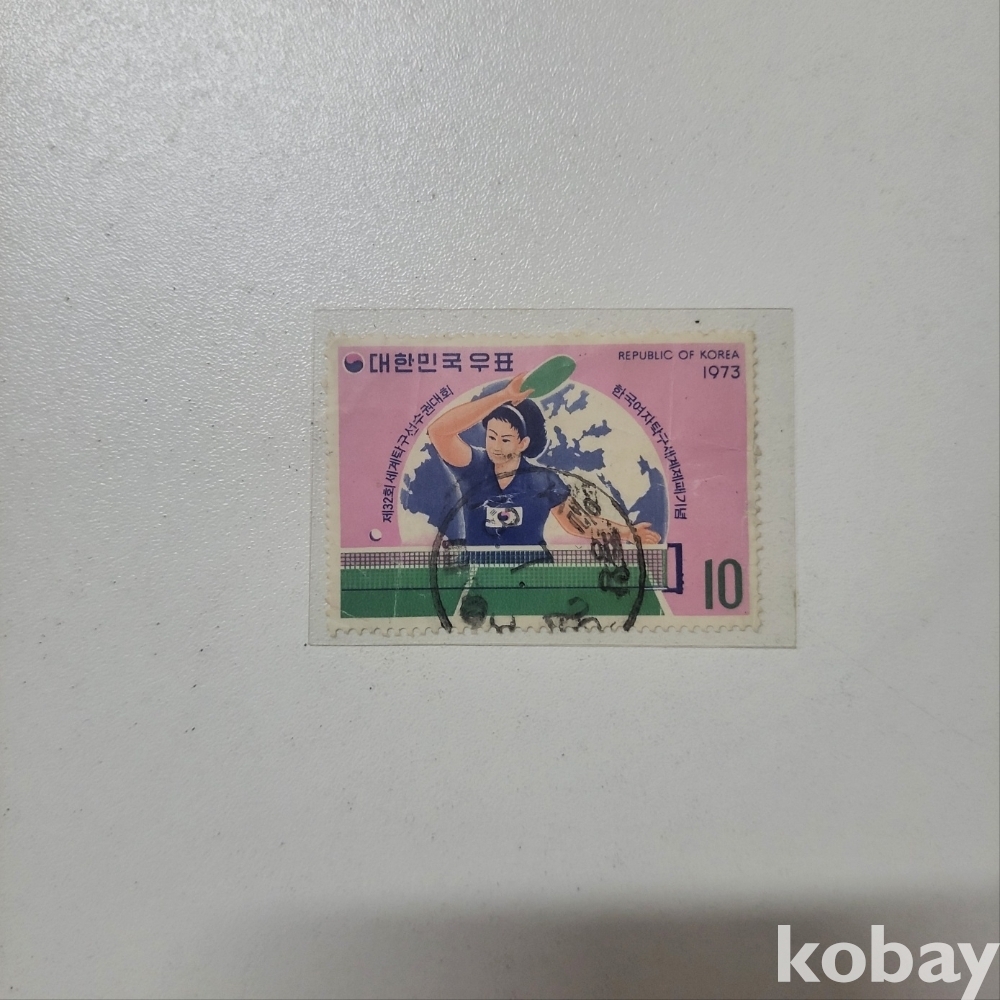 대한민국 우표
REPUBLIC OF KOREA
1973
제32회 세계탁구선수권대회
한국여자탁구세계제패기념
10
kobay